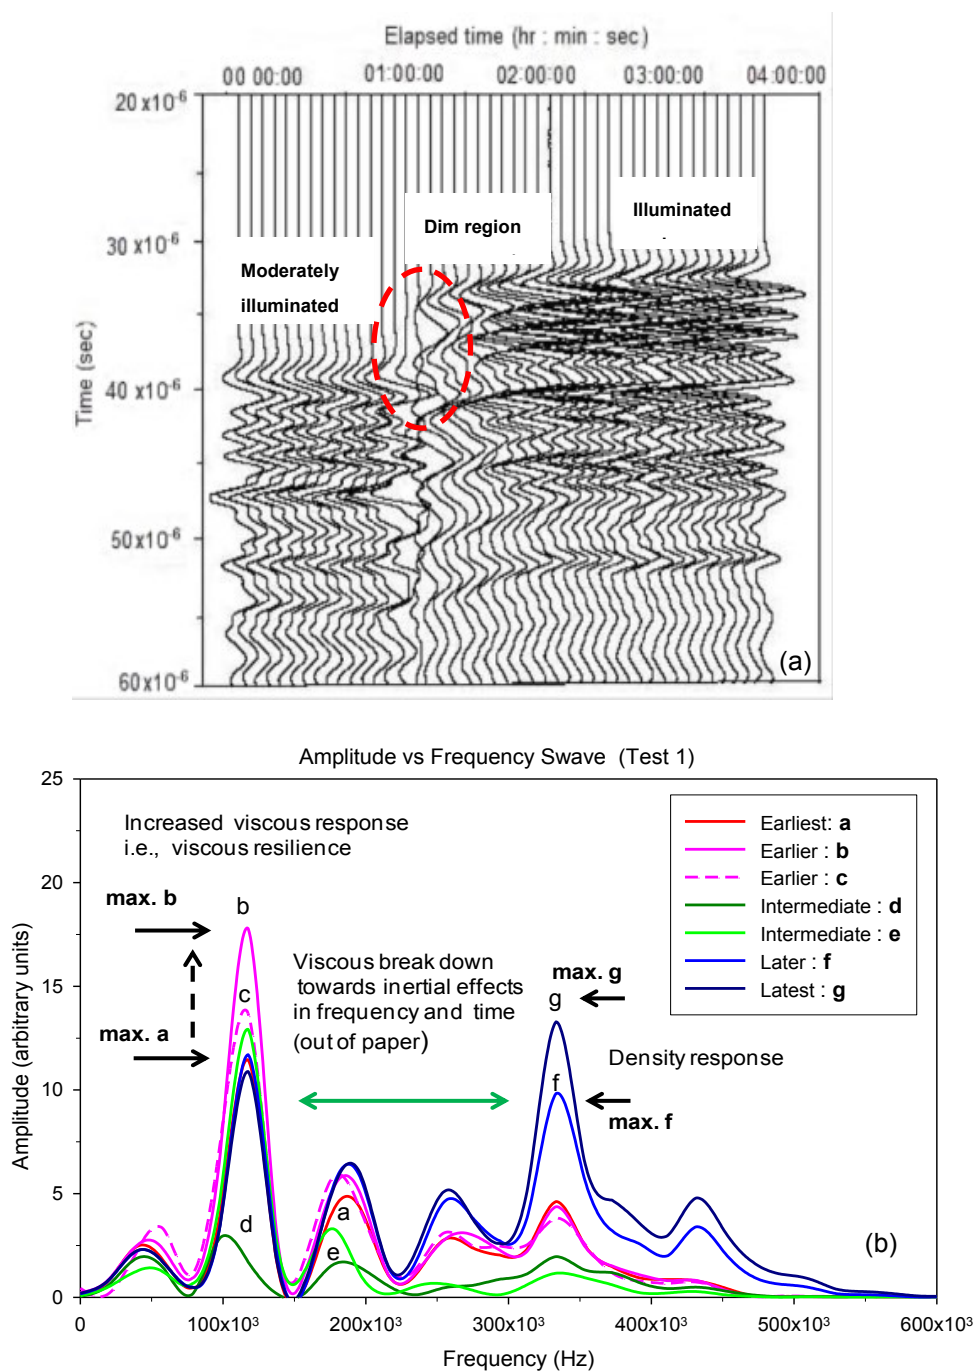 Elapsed time (hr : min : sec)
00 00:00:00
01:00:00
02:00:00
03:00:00
04:00:00
20 x10-6
30 x10-6
40 x10-6
50 x10-6
60x10-6
Time (sec)
Moderately
illuminated
Dim region
Illuminated
(a)
Amplitude vs Frequency Swave (Test 1)
25
20
15
10
5
0
Amplitude (arbitrary units)
Increased viscous response
i.e., viscous resilience
max. b
max. a
b
c
d
a
e
Viscous break down
towards inertial effects
in frequency and time
(out of paper)
max. g
g
f
Density response
max. f
Earliest: a
Earlier : b
Earlier : c
Intermediate : d
Intermediate : e
Later : f
Latest : g
(b)
0
100x10³
200x10³
300x10³
400x10³
500x10³
600x10³
Frequency (Hz)